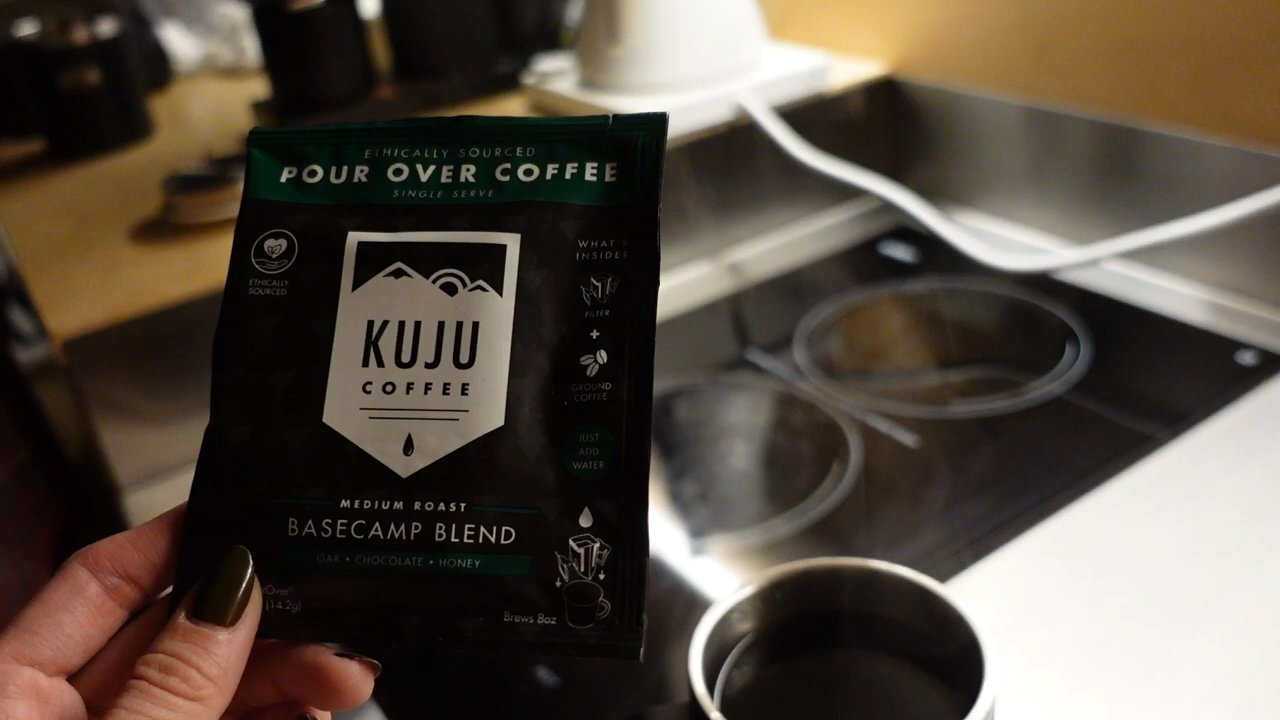 ETHICALLY SOURCED
POUR OVER COFFEE
SINGLE SERVE
ETHICALLY
SOURCED
KUJU
COFFEE
MEDIUM ROAST
BASECAMP BLEND
OAK • CHOCOLATE • HONEY
(14.2g)
WHAT'S
INSIDE?
FILTER
+
GROUND
COFFEE
JUST
ADD
WATER
Brews 8oz